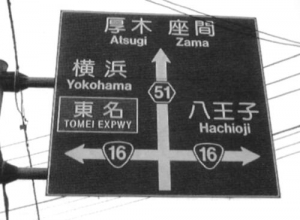 厚木 座間
Atsugi Zama
横浜
Yokohama
51
東名
TOMEI EXPWY
八王子
Hachioji
16 16